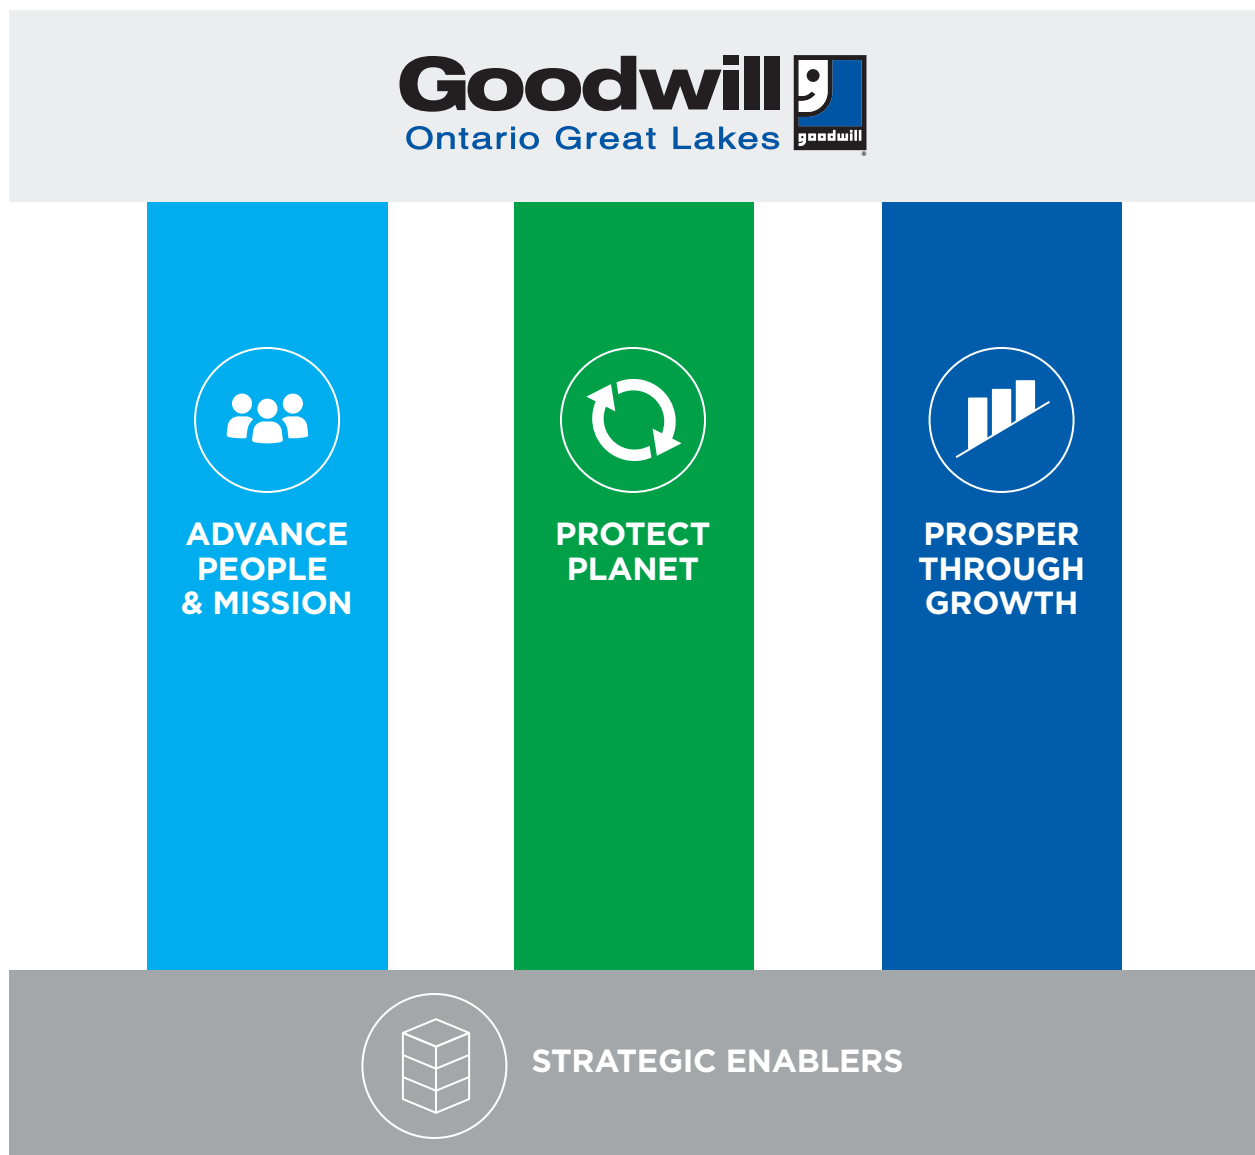 Goodwill
Ontario Great Lakes
goodwill
®
ADVANCE
PEOPLE
& MISSION
PROTECT
PLANET
PROSPER
THROUGH
GROWTH
STRATEGIC ENABLERS